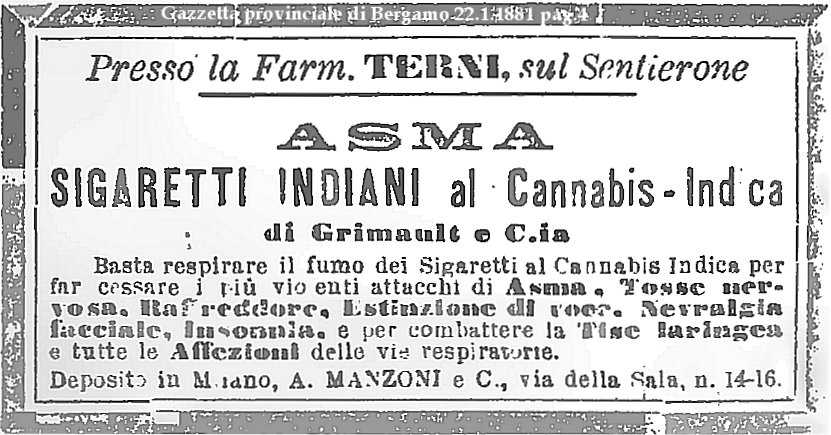 Gazzetta provinciale di Bergamo 22.1.1881 pag 4
Presso la Farm. TERNI, sul Sentierone
ASMA
SIGARETTI INDIANI al Cannabis-Indica
di Grimault e C.ia
Basta respirare il fumo dei Sigaretti al Cannabis Indica per
far cessare i più violenti attacchi di Asma, Tosse ner-
vosa, Raffreddore, Estinzione di voce, Nevralgia
facciale, Insonnia, e per combattere la Tise laringea
e tutte le Affezioni delle vie respiratorie.
Deposito in Milano, A. MANZONI e C., via della Sala, n. 14-16.